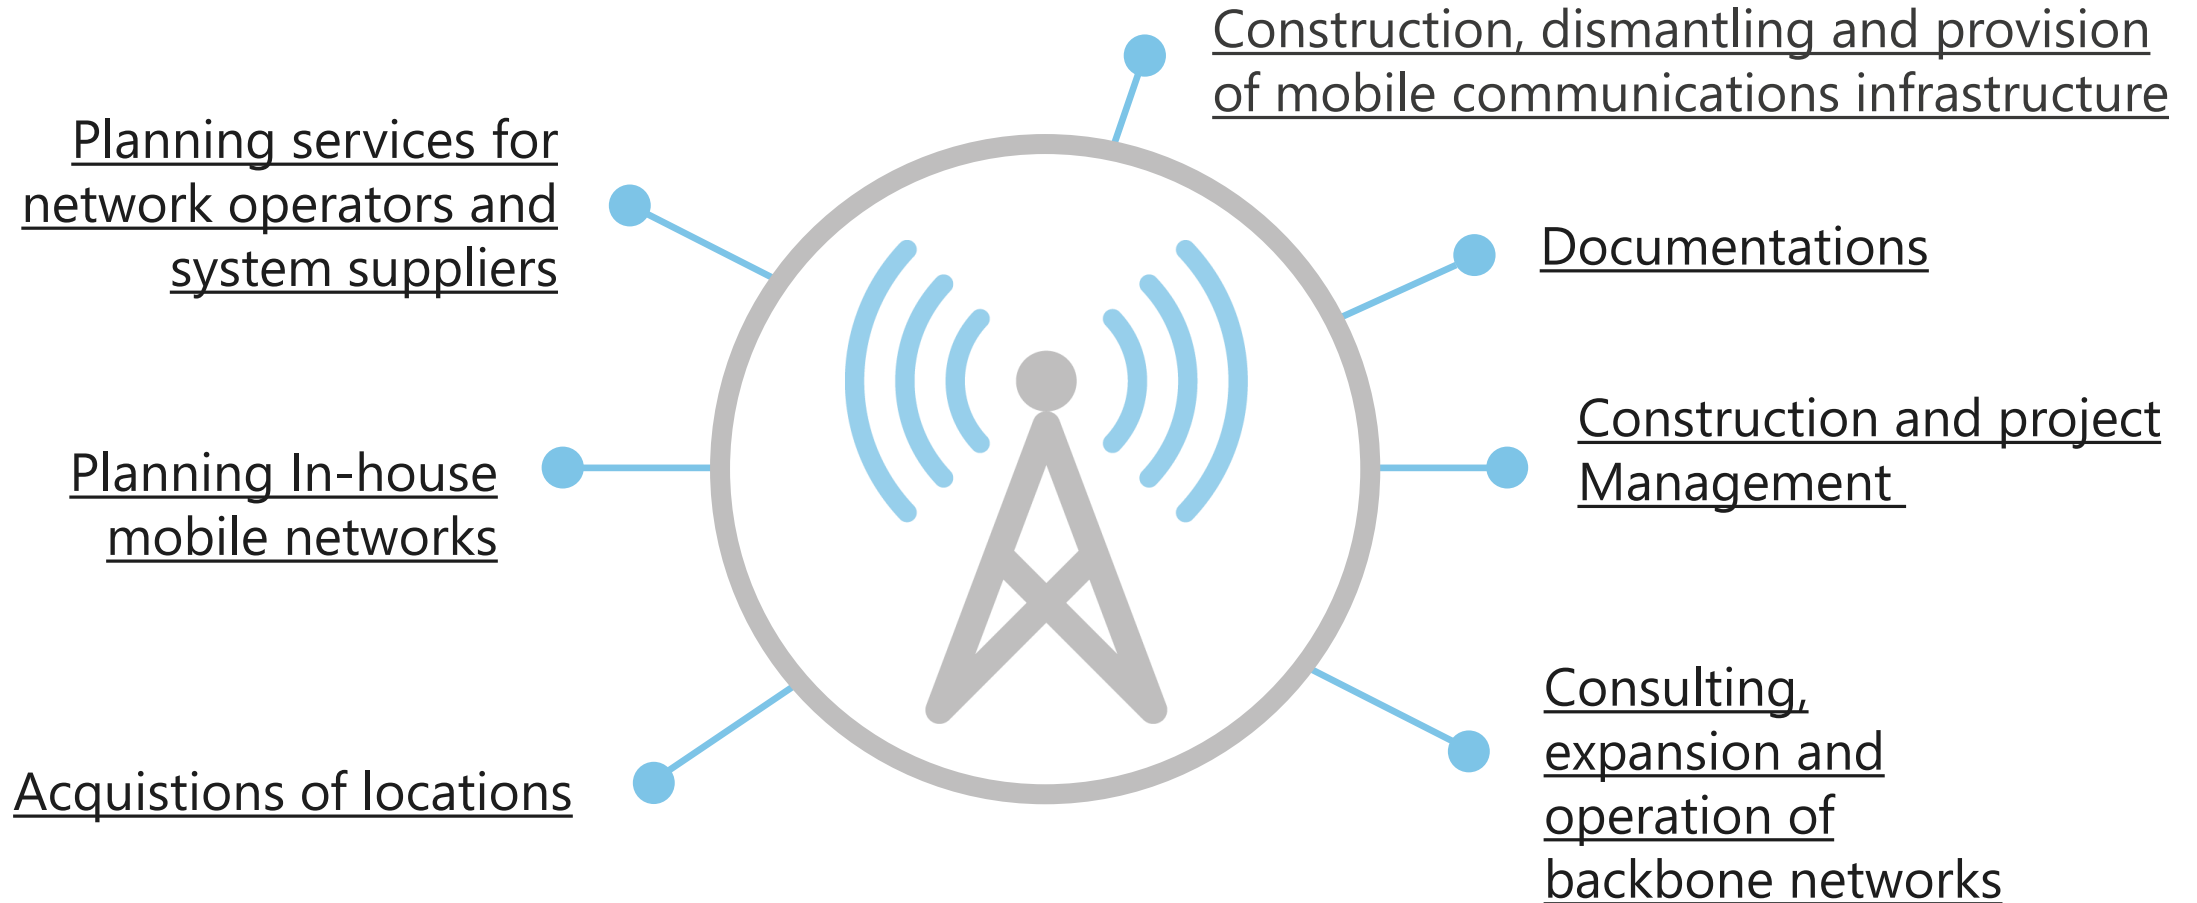 Construction, dismantling and provision
of mobile communications infrastructure
Planning services for
network operators and
system suppliers
Documentations
Construction and project
Management
Planning In-house
mobile networks
Consulting,
expansion and
operation of
backbone networks
Acquistions of locations